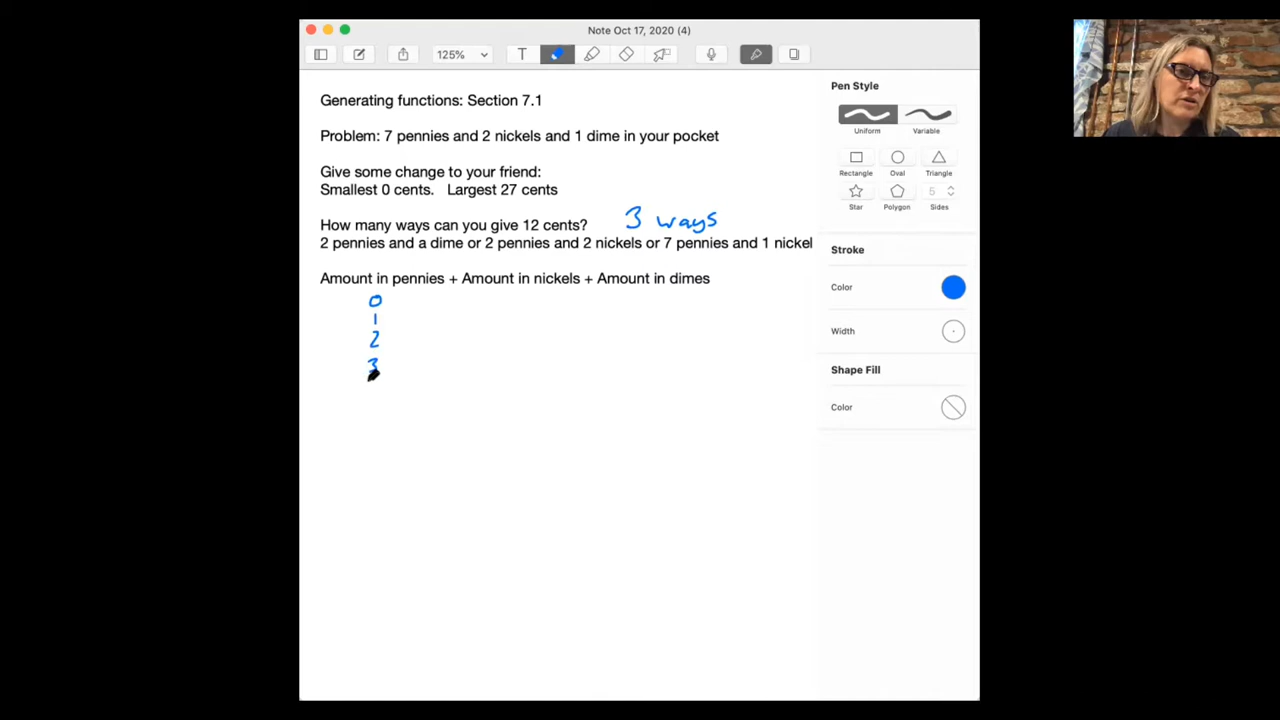 Note Oct 17, 2020 (4)
125%
T
Generating functions: Section 7.1
Problem: 7 pennies and 2 nickels and 1 dime in your pocket
Give some change to your friend:
Smallest 0 cents. Largest 27 cents
How many ways can you give 12 cents? 3 ways
2 pennies and a dime or 2 pennies and 2 nickels or 7 pennies and 1 nickel
Amount in pennies + Amount in nickels + Amount in dimes
0
1
2
3
Pen Style
Uniform Variable
Rectangle Oval Triangle
5
Star Polygon Sides
Stroke
Color
Width
Shape Fill
Color